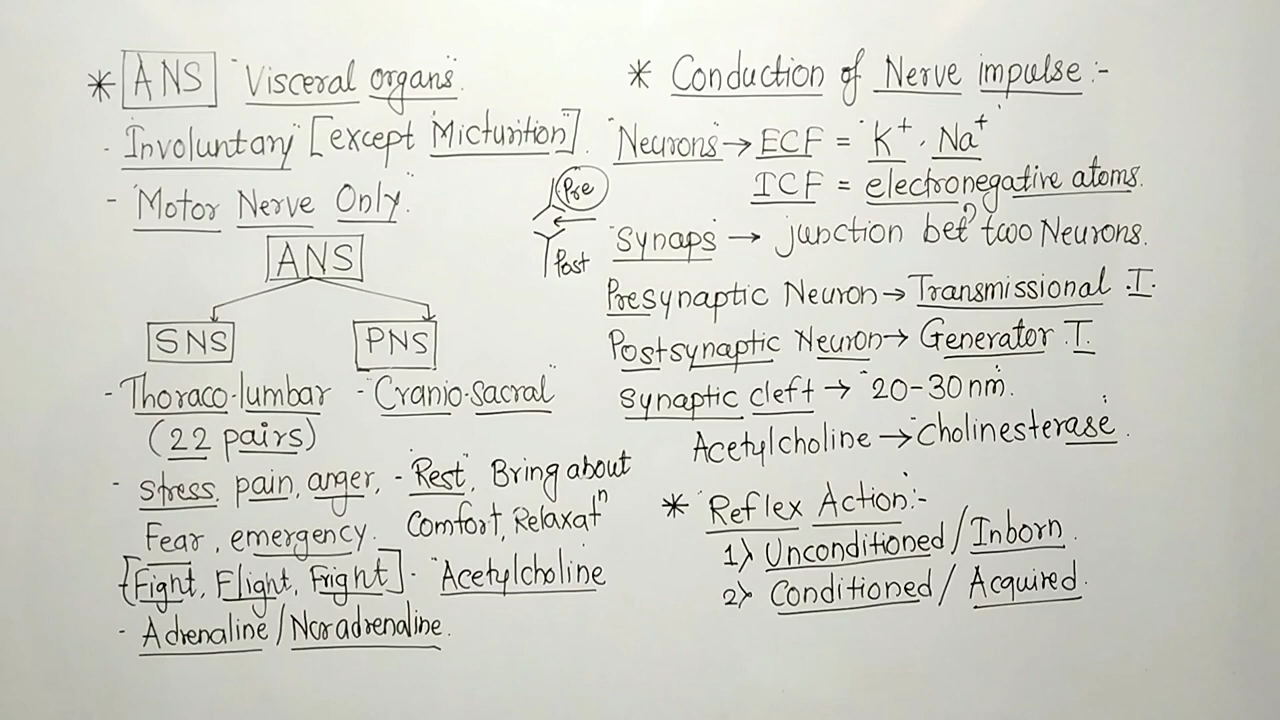 * ANS "Visceral organs".
- Involuntary" [except Micturition].
- "Motor Nerve Only."
ANS
SNS PNS
- Thoraco-lumbar - "Cranio-sacral"
(22 pairs)
- stress, pain, anger, - "Rest", Bring about
Fear, emergency. Comfort, Relaxatⁿ
[Fight, Flight, Fright]. - "Acetylcholine
- Adrenaline / Noradrenaline.
* Conduction of Nerve impulse :-
"Neurons" → ECF = "K⁺, Na⁺"
ICF = electronegative atoms.
Pre
Post
"Synaps → junction betⁿ two Neurons.
Presynaptic Neuron → Transmissional .I.
Postsynaptic Neuron → Generator .I.
Synaptic cleft → "20-30 nm.
Acetylcholine → "cholinesterase.
* "Reflex Action":-
1) Unconditioned / Inborn.
2) Conditioned / Acquired.